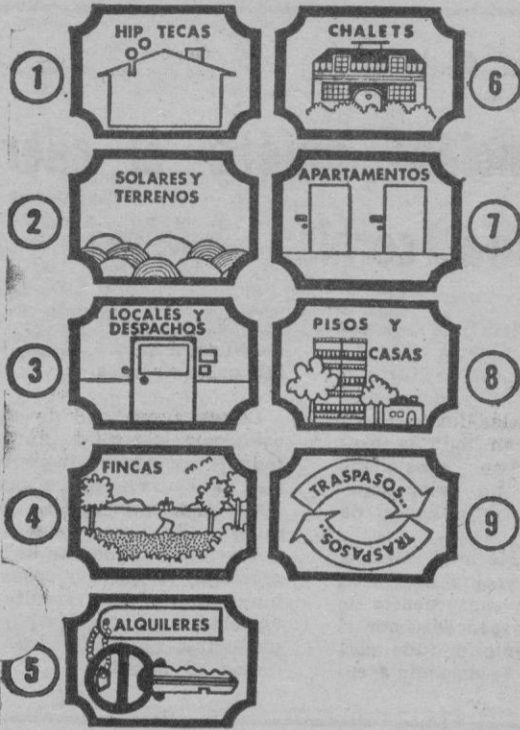 1
HIP TECAS
2
SOLARES Y
TERRENOS
3
LOCALES Y
DESPACHOS
4
FINCAS
5
ALQUILERES
6
CHALETS
7
APARTAMENTOS
8
PISOS Y
CASAS
9
TRASPASOS..
TRASPASOS..